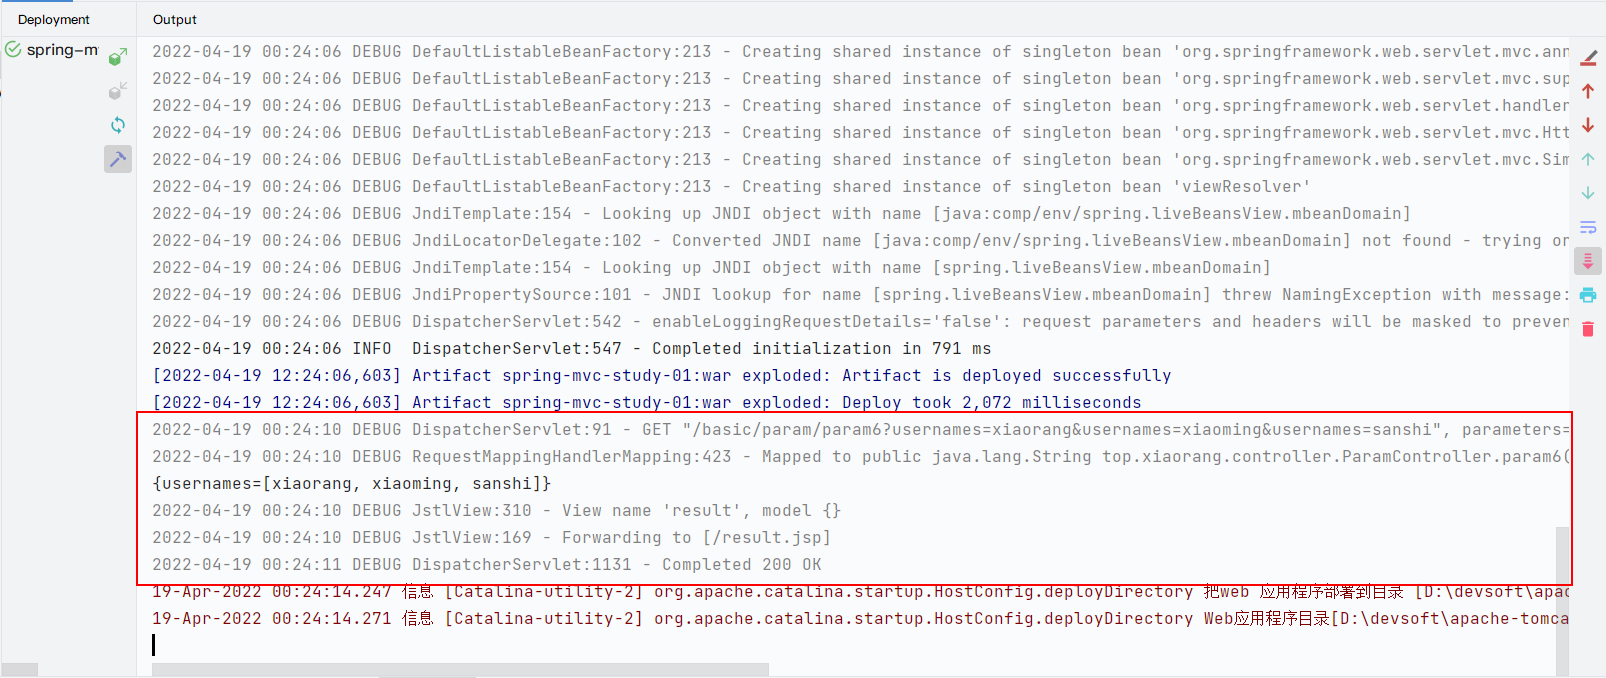 Deployment
Output
spring-m
2022-04-19 00:24:06 DEBUG DefaultListableBeanFactory:213 - Creating shared instance of singleton bean 'org.springframework.web.servlet.mvc.ann
2022-04-19 00:24:06 DEBUG DefaultListableBeanFactory:213 - Creating shared instance of singleton bean 'org.springframework.web.servlet.mvc.sup
2022-04-19 00:24:06 DEBUG DefaultListableBeanFactory:213 - Creating shared instance of singleton bean 'org.springframework.web.servlet.handler
2022-04-19 00:24:06 DEBUG DefaultListableBeanFactory:213 - Creating shared instance of singleton bean 'org.springframework.web.servlet.mvc.Htt
2022-04-19 00:24:06 DEBUG DefaultListableBeanFactory:213 - Creating shared instance of singleton bean 'org.springframework.web.servlet.mvc.Sim
2022-04-19 00:24:06 DEBUG DefaultListableBeanFactory:213 - Creating shared instance of singleton bean 'viewResolver'
2022-04-19 00:24:06 DEBUG JndiTemplate:154 - Looking up JNDI object with name [java:comp/env/spring.liveBeansView.mbeanDomain]
2022-04-19 00:24:06 DEBUG JndiLocatorDelegate:102 - Converted JNDI name [java:comp/env/spring.liveBeansView.mbeanDomain] not found - trying or
2022-04-19 00:24:06 DEBUG JndiTemplate:154 - Looking up JNDI object with name [spring.liveBeansView.mbeanDomain]
2022-04-19 00:24:06 DEBUG JndiPropertySource:101 - JNDI lookup for name [spring.liveBeansView.mbeanDomain] threw NamingException with message:
2022-04-19 00:24:06 DEBUG DispatcherServlet:542 - enableLoggingRequestDetails='false': request parameters and headers will be masked to preven
2022-04-19 00:24:06 INFO  DispatcherServlet:547 - Completed initialization in 791 ms
[2022-04-19 12:24:06,603] Artifact spring-mvc-study-01:war exploded: Artifact is deployed successfully
[2022-04-19 12:24:06,603] Artifact spring-mvc-study-01:war exploded: Deploy took 2,072 milliseconds
2022-04-19 00:24:10 DEBUG DispatcherServlet:91 - GET "/basic/param/param6?usernames=xiaorang&usernames=xiaoming&usernames=sanshi", parameters=
2022-04-19 00:24:10 DEBUG RequestMappingHandlerMapping:423 - Mapped to public java.lang.String top.xiaorang.controller.ParamController.param6(
{usernames=[xiaorang, xiaoming, sanshi]}
2022-04-19 00:24:10 DEBUG JstlView:310 - View name 'result', model {}
2022-04-19 00:24:10 DEBUG JstlView:169 - Forwarding to [/result.jsp]
2022-04-19 00:24:11 DEBUG DispatcherServlet:1131 - Completed 200 OK
19-Apr-2022 00:24:14.247 信息 [Catalina-utility-2] org.apache.catalina.startup.HostConfig.deployDirectory 把web 应用程序部署到目录 [D:\devsoft\apac
19-Apr-2022 00:24:14.271 信息 [Catalina-utility-2] org.apache.catalina.startup.HostConfig.deployDirectory Web应用程序目录[D:\devsoft\apache-tomca